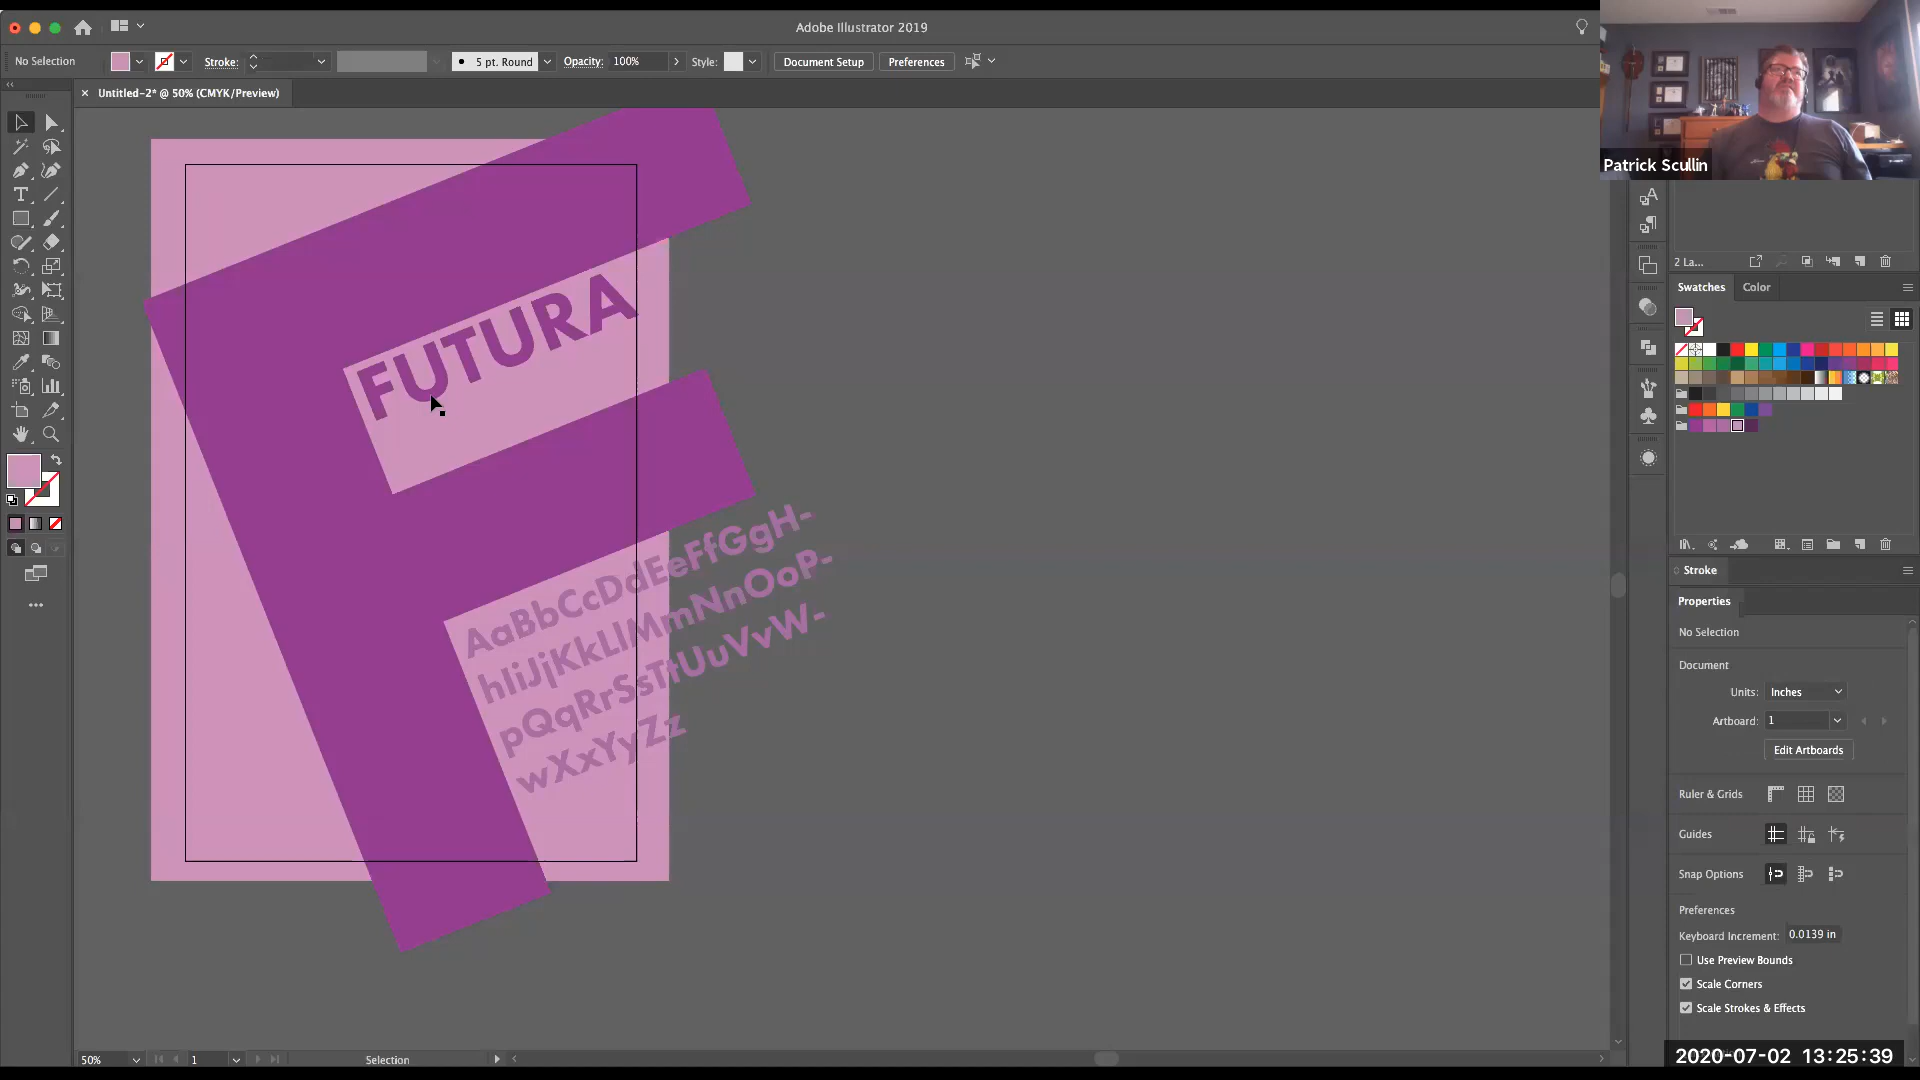 Adobe Illustrator 2019
No Selection
Stroke:
5 pt. Round
Opacity:
100%
Style:
Document Setup
Preferences
Untitled-2* @ 50% (CMYK/Preview)
Patrick Scullin
FUTURA
AaBbCcDdEeFfGgH-
hIiJjKkLlMmNnOoP-
pQqRrSsTtUuVvW-
wXxYyZz
2 La...
Swatches
Color
Stroke
Properties
No Selection
Document
Units:
Inches
Artboard:
1
Edit Artboards
Ruler & Grids
Guides
Snap Options
Preferences
Keyboard Increment:
0.0139 in
Use Preview Bounds
Scale Corners
Scale Strokes & Effects
50%
1
Selection
2020-07-02 13:25:39